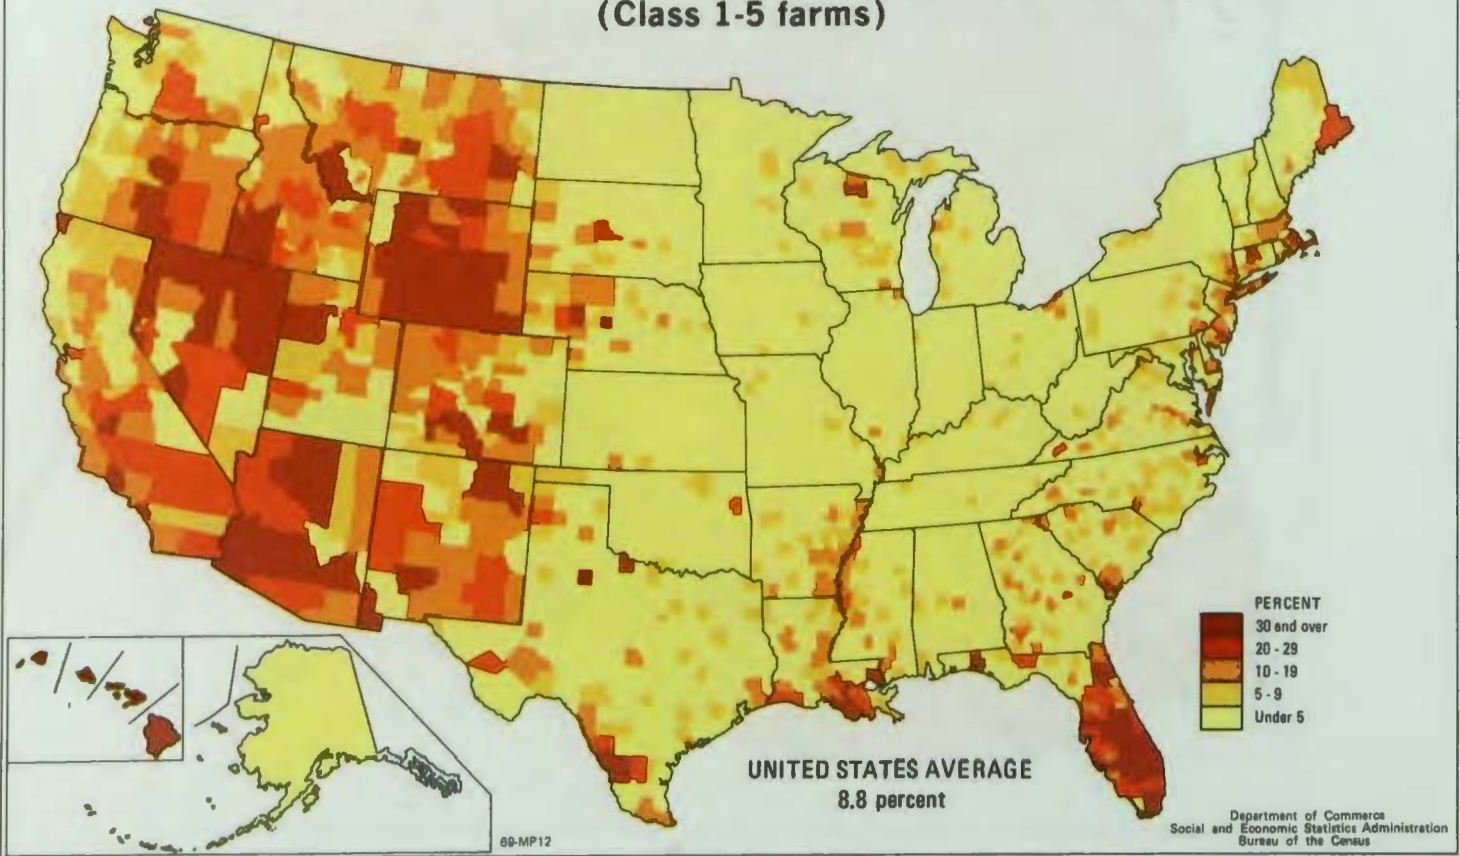 (Class 1-5 farms)
PERCENT
30 and over
20 - 29
10 - 19
5 - 9
Under 5
UNITED STATES AVERAGE
8.8 percent
69-MP12
Department of Commerce
Social and Economic Statistics Administration
Bureau of the Census